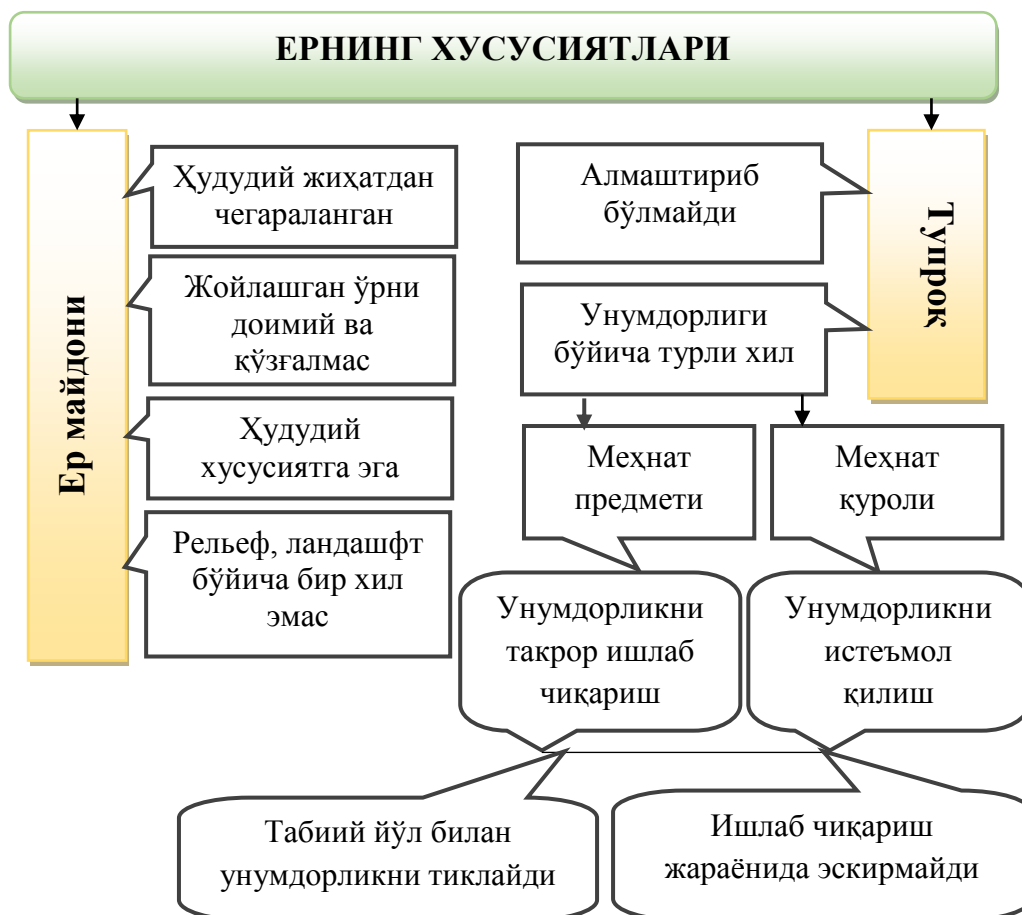 ЕРНИНГ ХУСУСИЯТЛАРИ
Ер майдони
Ҳудудий жиҳатдан
чегараланган
Жойлашган ўрни
доимий ва
қўзғалмас
Ҳудудий
хусусиятга эга
Рельеф, ландашфт
бўйича бир хил
эмас
Тупроқ
Алмаштириб
бўлмайди
Унумдорлиги
бўйича турли хил
Меҳнат
предмети
Меҳнат
қуроли
Унумдорликни
такрор ишлаб
чиқариш
Унумдорликни
истеъмол
қилиш
Табиий йўл билан
унумдорликни тиклайди
Ишлаб чиқариш
жараёнида эскирмайди